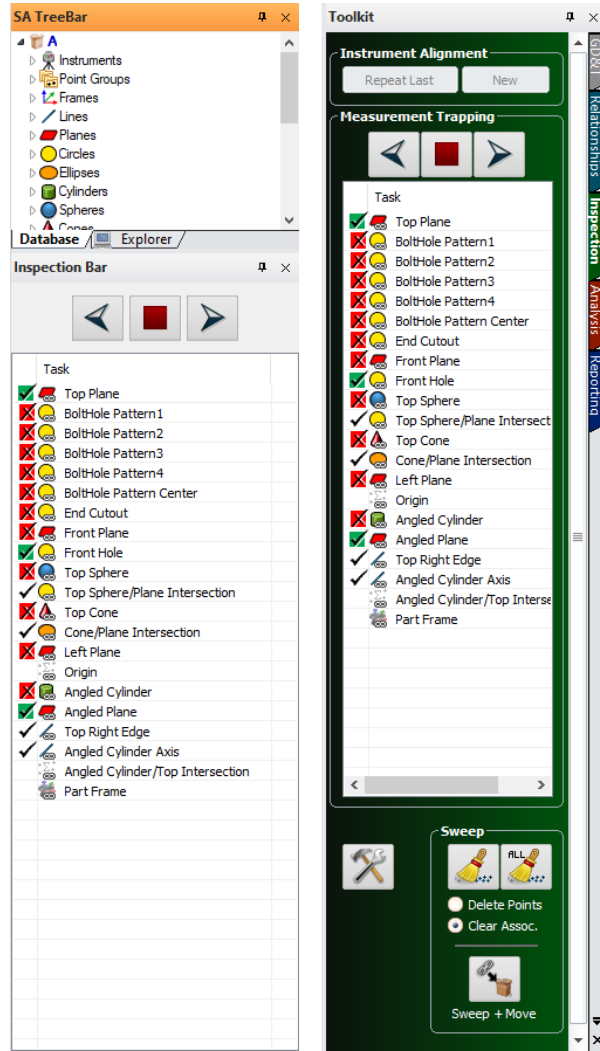 SA TreeBar
A
Instruments
Point Groups
Frames
Lines
Planes
Circles
Ellipses
Cylinders
Spheres
Cones
Database
Explorer
Inspection Bar
Task
Top Plane
BoltHole Pattern1
BoltHole Pattern2
BoltHole Pattern3
BoltHole Pattern4
BoltHole Pattern Center
End Cutout
Front Plane
Front Hole
Top Sphere
Top Sphere/Plane Intersection
Top Cone
Cone/Plane Intersection
Left Plane
Origin
Angled Cylinder
Angled Plane
Top Right Edge
Angled Cylinder Axis
Angled Cylinder/Top Intersection
Part Frame
Toolkit
Instrument Alignment
Repeat Last
New
Measurement Trapping
Task
Top Plane
BoltHole Pattern1
BoltHole Pattern2
BoltHole Pattern3
BoltHole Pattern4
BoltHole Pattern Center
End Cutout
Front Plane
Front Hole
Top Sphere
Top Sphere/Plane Intersect
Top Cone
Cone/Plane Intersection
Left Plane
Origin
Angled Cylinder
Angled Plane
Top Right Edge
Angled Cylinder Axis
Angled Cylinder/Top Interse
Part Frame
Sweep
ALL
Delete Points
Clear Assoc.
Sweep + Move
GD&T
Relationships
Inspection
Analysis
Reporting